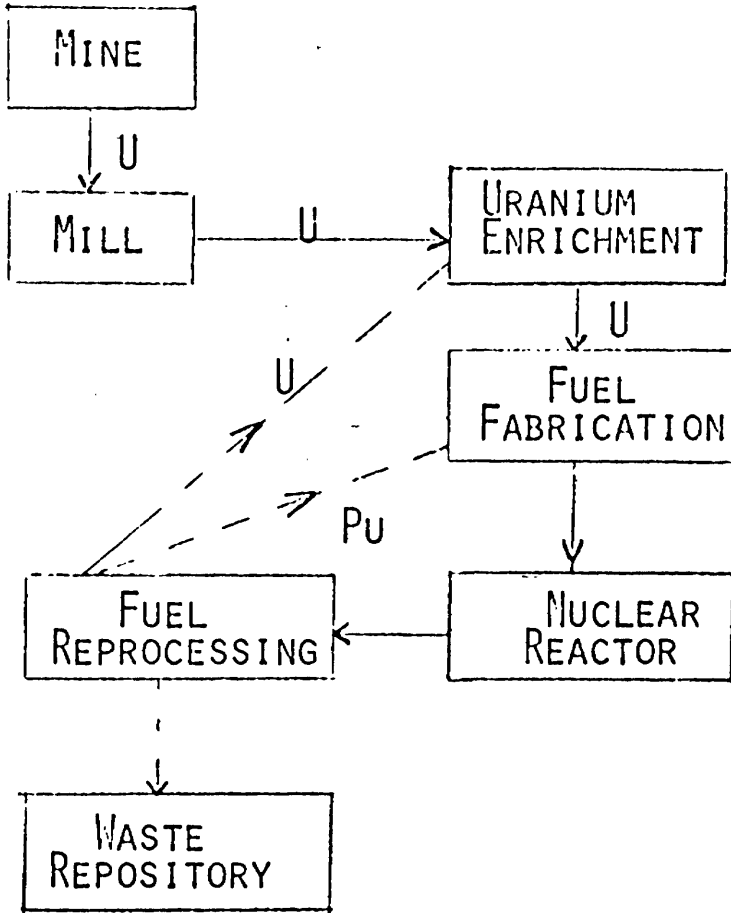 MINE
U
MILL
U
URANIUM
ENRICHMENT
U
U
FUEL
FABRICATION
PU
FUEL
REPROCESSING
NUCLEAR
REACTOR
WASTE
REPOSITORY